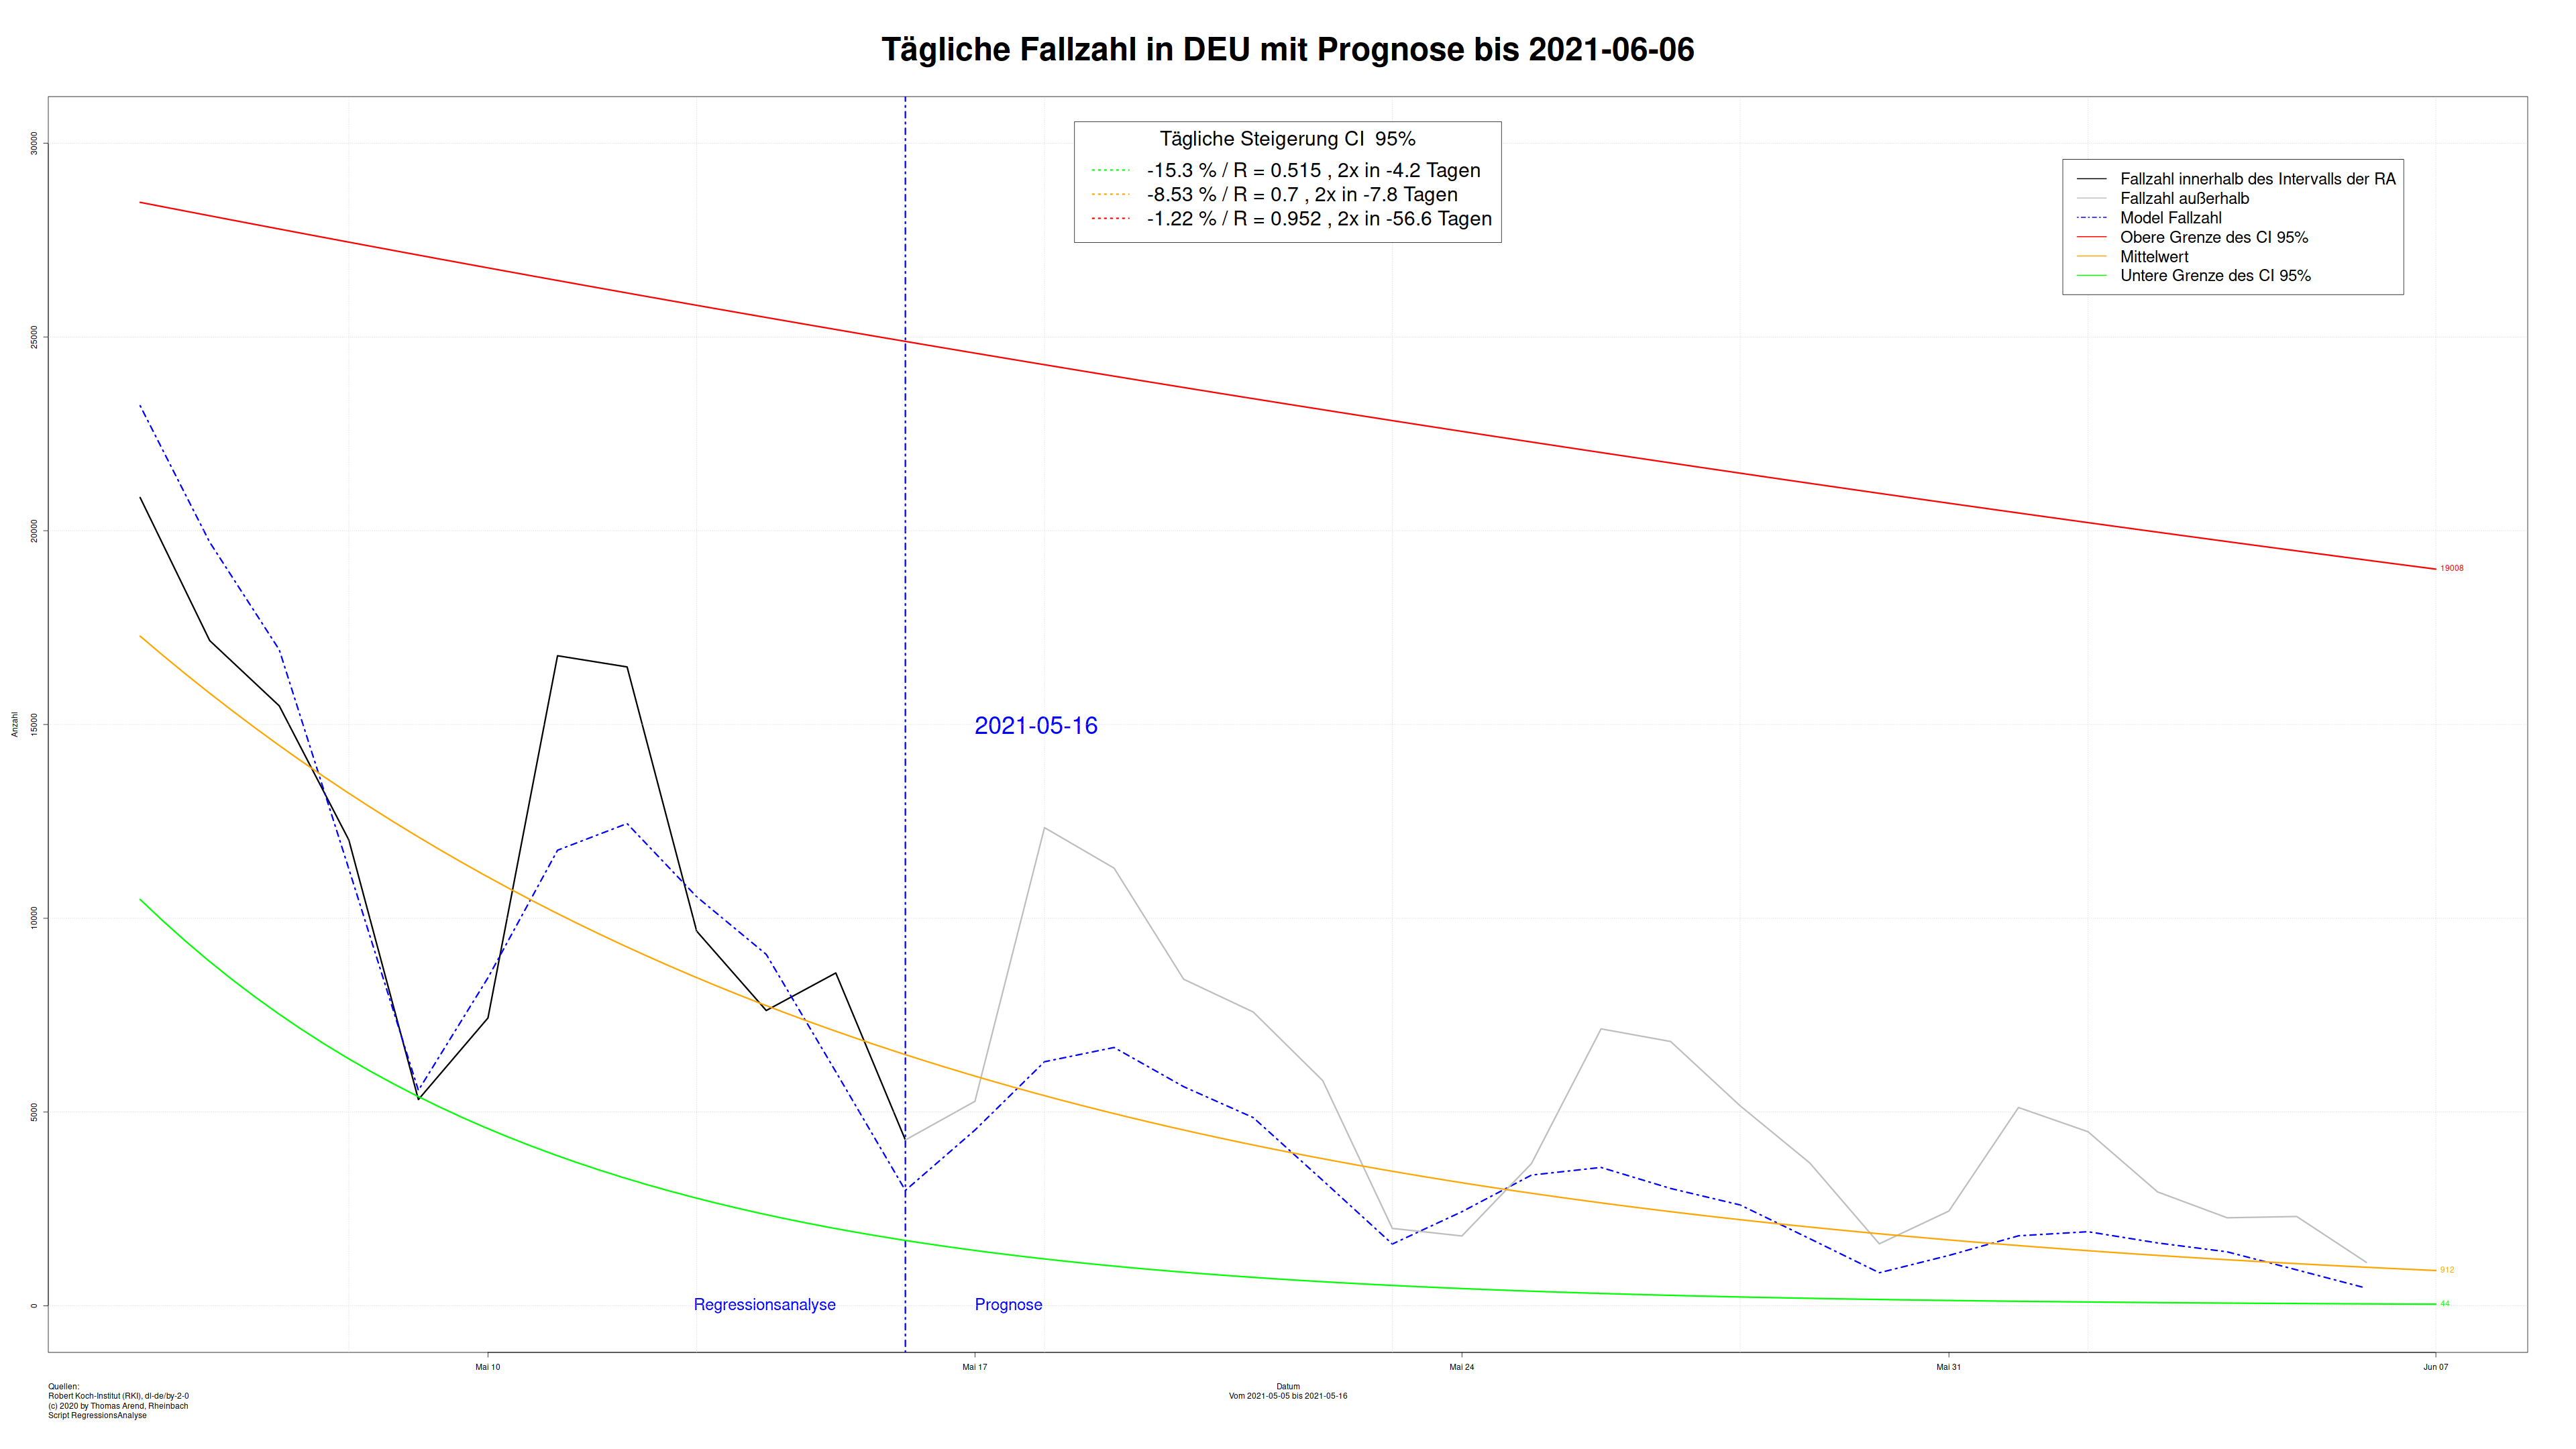 Tägliche Fallzahl in DEU mit Prognose bis 2021-06-06
Tägliche Steigerung CI  95%
-15.3 % / R = 0.515 , 2x in -4.2 Tagen
-8.53 % / R = 0.7 , 2x in -7.8 Tagen
-1.22 % / R = 0.952 , 2x in -56.6 Tagen
Fallzahl innerhalb des Intervalls der RA
Fallzahl außerhalb
Model Fallzahl
Obere Grenze des CI 95%
Mittelwert
Untere Grenze des CI 95%
30000
25000
20000
15000
10000
5000
0
Anzahl
19008
912
44
2021-05-16
Regressionsanalyse
Prognose
Mai 10
Mai 17
Mai 24
Mai 31
Jun 07
Datum
Vom 2021-05-05 bis 2021-05-16
Quellen:
Robert Koch-Institut (RKI), dl-de/by-2-0
(c) 2020 by Thomas Arend, Rheinbach
Script RegressionsAnalyse